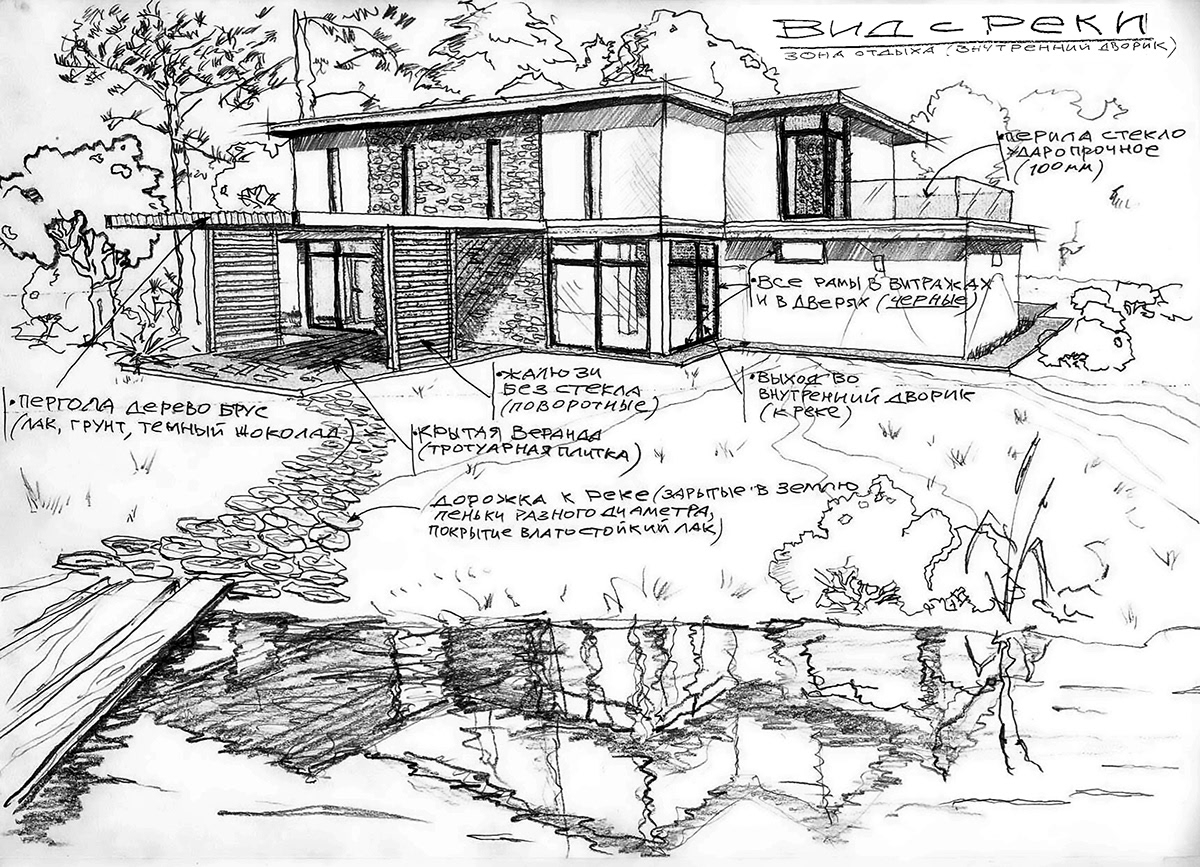 ВИД С РЕКИ
ЗОНА ОТДЫХА (ВНУТРЕННИЙ ДВОРИК)
•ПЕРИЛА СТЕКЛО
УДАРОПРОЧНОЕ
(100ММ)
•ВСЕ РАМЫ В ВИТРАЖАХ
И В ДВЕРЯХ (ЧЕРНЫЕ)
•ЖАЛЮЗИ
БЕЗ СТЕКЛА
(ПОВОРОТНЫЕ)
•ВЫХОД ВО
ВНУТРЕННИЙ ДВОРИК
(К РЕКЕ)
•ПЕРГОЛА ДЕРЕВО БРУС
(ЛАК, ГРУНТ, ТЕМНЫЙ ШОКОЛАД)
•КРЫТАЯ ВЕРАНДА
(ТРОТУАРНАЯ ПЛИТКА)
ДОРОЖКА К РЕКЕ (ЗАРЫТЫЕ В ЗЕМЛЮ
ПЕНЬКИ РАЗНОГО ДИАМЕТРА,
ПОКРЫТИЕ ВЛАГОСТОЙКИЙ ЛАК)